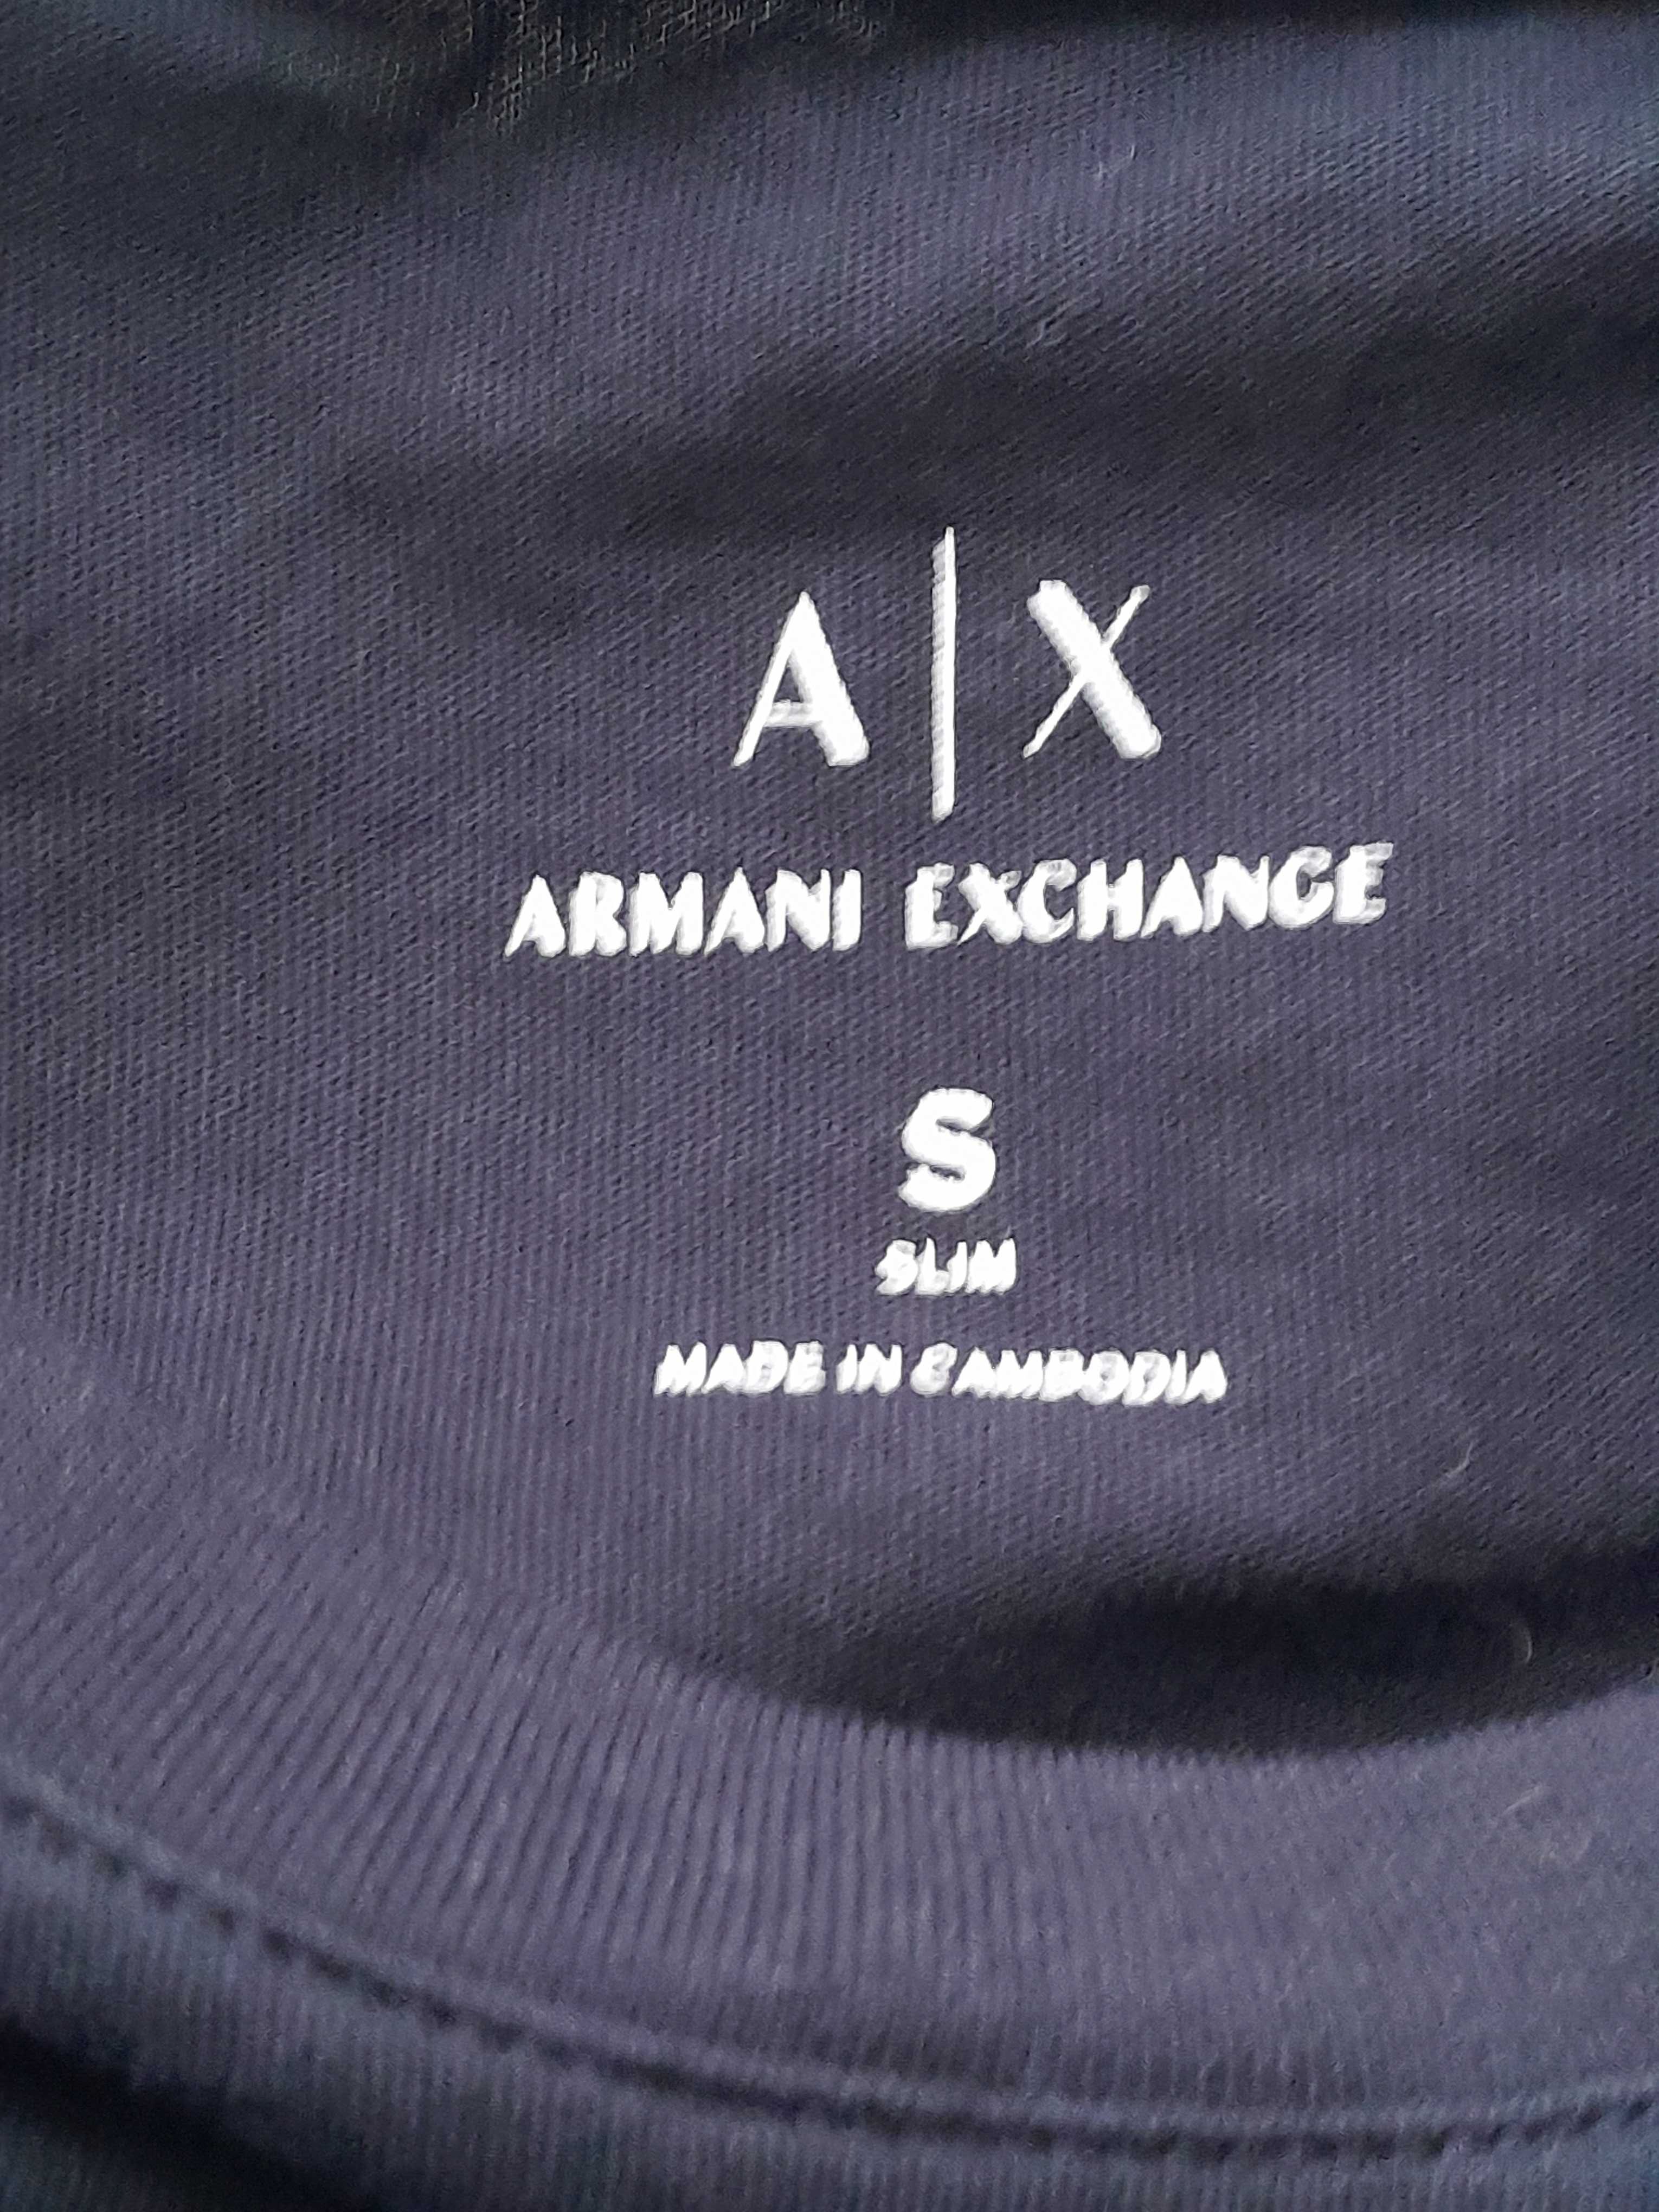 A|X
ARMANI EXCHANGE
S
SLIM
MADE IN CAMBODIA